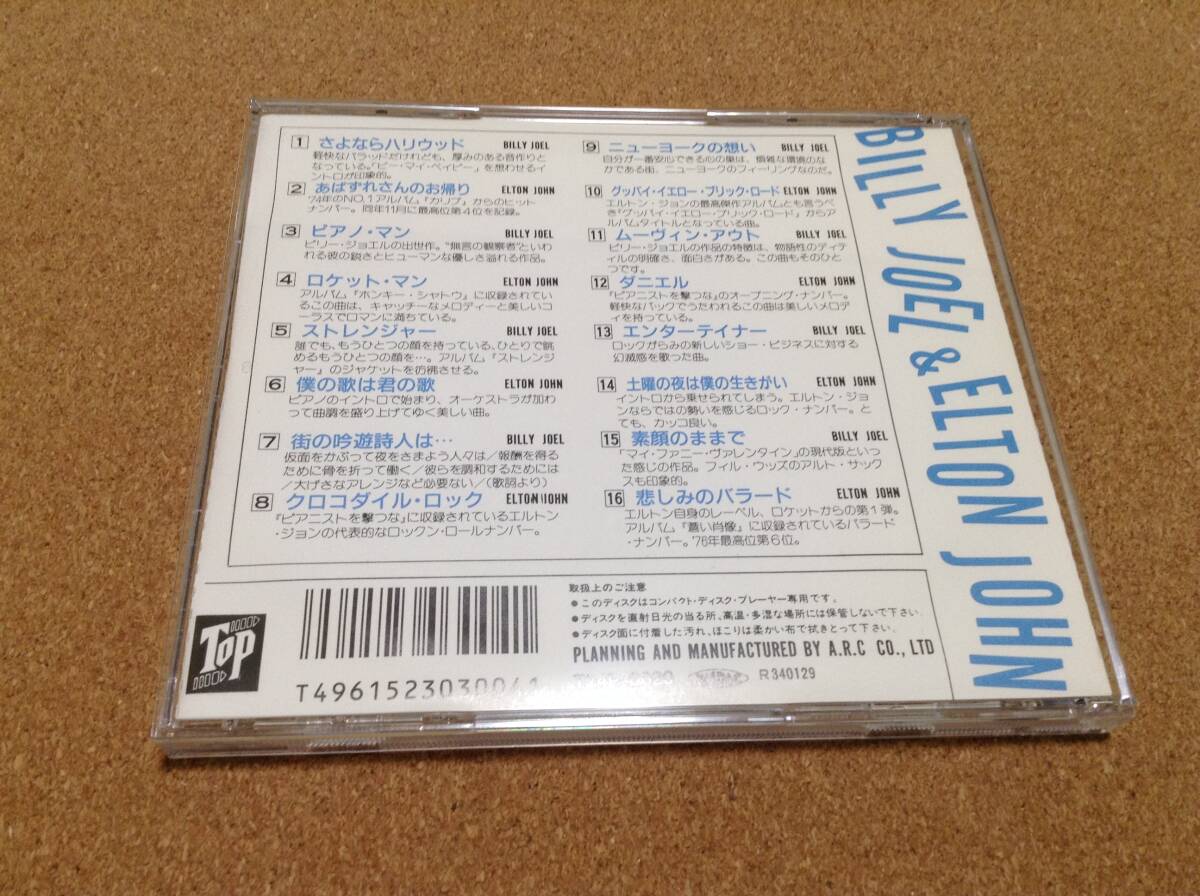 1 さよならハリウッド BILLY JOEL
軽快なバラッドだけれども、厚みのある音作りと
なっている。「ビー・マイ・ベイビー」を想わせるイ
ントロが印象的。
2 あばずれさんのお帰り ELTON JOHN
'74年のNO.1アルバム『カリブ』からのヒット
ナンバー。同年11月に最高位第4位を記録。
3 ピアノ・マン BILLY JOEL
ビリー・ジョエルの出世作。“無言の観察者”といわ
れる彼の鋭さとヒューマンな優しさ溢れる作品。
4 ロケット・マン ELTON JOHN
アルバム『ホンキー・シャトウ』に収録されてい
るこの曲は、キャッチーなメロディーと美しいコ
ーラスでロマンに満ちている。
5 ストレンジャー BILLY JOEL
誰でも、もうひとつの顔を持っている、ひとりで眺
めるもうひとつの顔を…。アルバム『ストレンジ
ャー』のジャケットを彷彿させる。
6 僕の歌は君の歌 ELTON JOHN
ピアノのイントロで始まり、オーケストラが加わ
って曲調を盛り上げてゆく美しい曲。
7 街の吟遊詩人は… BILLY JOEL
仮面をかぶって夜をさまよう人々は/報酬を得る
ために骨を折って働く/彼らを調和するためには
/大げさなアレンジなど必要ない/(歌詞より)
8 クロコダイル・ロック ELTON JOHN
『ピアニストを撃つな』に収録されているエルトン
・ジョンの代表的なロックン・ロールナンバー。
9 ニューヨークの想い BILLY JOEL
自分が一番安心できる心の巣は、煩雑な環境のな
かである街、ニューヨークのフィーリングなのだ。
10 グッバイ・イエロー・ブリック・ロード ELTON JOHN
エルトン・ジョンの最高傑作アルバムとも言うべ
き『グッバイ・イエロー・ブリック・ロード』からア
ルバムタイトルとなっている曲。
11 ムーヴィン・アウト BILLY JOEL
ビリー・ジョエルの作品の特徴は、物語性のディテ
ィルの明確さ、面白さがある。この曲もそのひと
つです。
12 ダニエル ELTON JOHN
『ピアニストを撃つな』のオープニング・ナンバー。
軽快なバックでうたわれるこの曲は美しいメロデ
ィを持っている。
13 エンターテイナー BILLY JOEL
ロックがらみの新しいショー・ビジネスに対する
幻滅感を歌った曲。
14 土曜の夜は僕の生きがい ELTON JOHN
イントロから乗せられてしまう。エルトン・ジョ
ンならではの勢いを感じるロック・ナンバー。と
ても、カッコ良い。
15 素顔のままで BILLY JOEL
「マイ・ファニー・ヴァレンタイン」の現代版といっ
た感じの作品。フィル・ウッズのアルト・サック
スも印象的。
16 悲しみのバラード ELTON JOHN
エルトン自身のレーベル、ロケットからの第1弾。
アルバム『蒼い肖像』に収録されているバラード
・ナンバー。'76年最高位第6位。
BILLY JOEL & ELTON JOHN
TOP
T4961523030041
取扱上のご注意
●このディスクはコンパクト・ディスク・プレーヤー専用です。
●ディスクを直射日光の当る所、高温・多湿な場所には保管しないで下さい。
●ディスク面に付着した汚れ、ほこりは柔かい布で拭きとって下さい。
PLANNING AND MANUFACTURED BY A.R.C CO., LTD
R340129